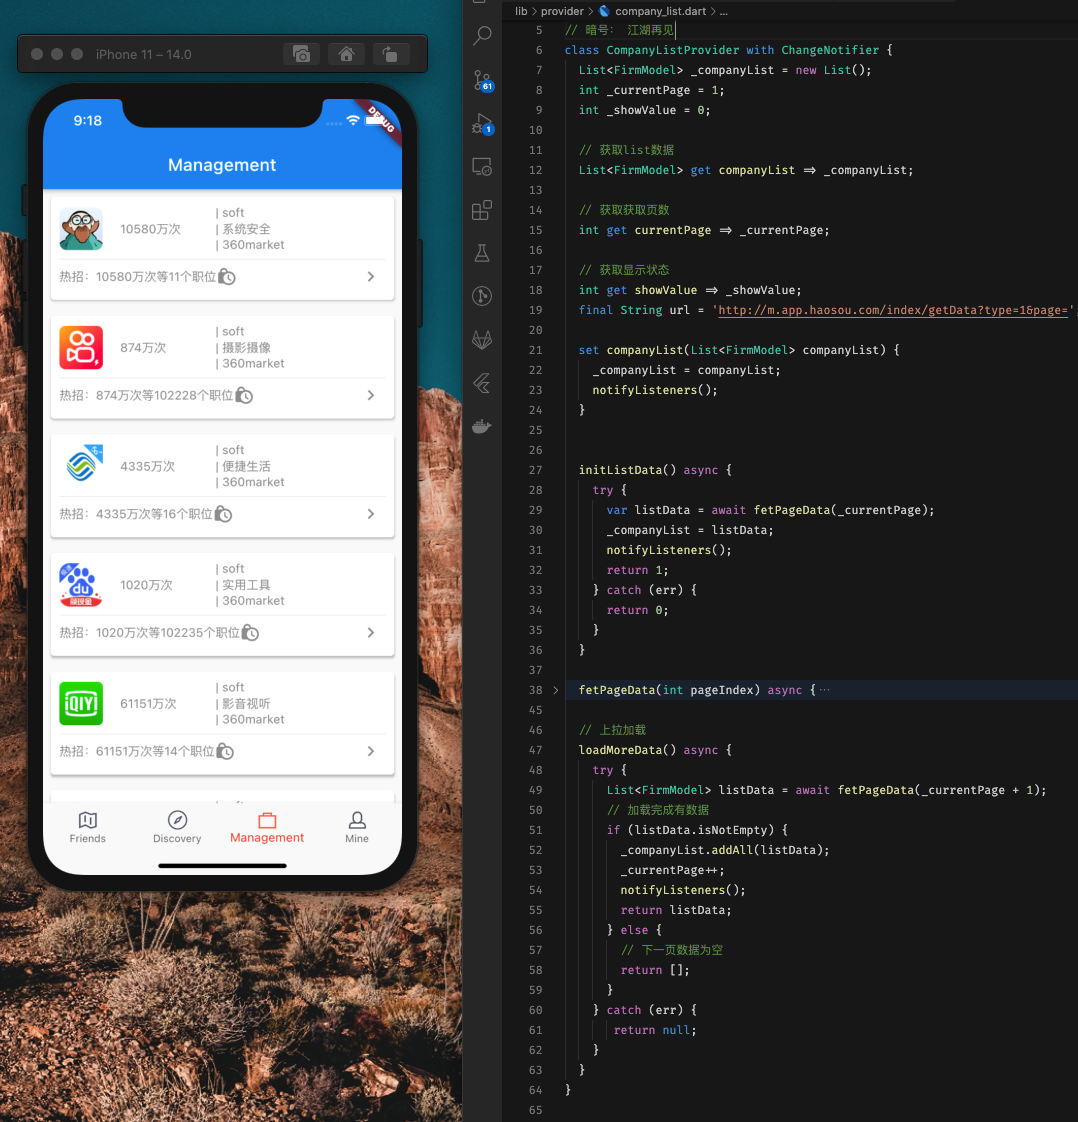 iPhone 11 – 14.0
9:18
DEBUG
Management
10580万次
| soft
| 系统安全
| 360market
热招：10580万次等11个职位
874万次
| soft
| 摄影摄像
| 360market
热招：874万次等102228个职位
4335万次
| soft
| 便捷生活
| 360market
热招：4335万次等16个职位
du
1020万次
| soft
| 实用工具
| 360market
热招：1020万次等102235个职位
iQIYI
61151万次
| soft
| 影音视听
| 360market
热招：61151万次等14个职位
Friends
Discovery
Management
Mine
61
1
lib > provider > company_list.dart > ...
5 // 暗号： 江湖再见
6 class CompanyListProvider with ChangeNotifier {
7 List<FirmModel> _companyList = new List();
8 int _currentPage = 1;
9 int _showValue = 0;
10
11 // 获取list数据
12 List<FirmModel> get companyList => _companyList;
13
14 // 获取获取页数
15 int get currentPage => _currentPage;
16
17 // 获取显示状态
18 int get showValue => _showValue;
19 final String url = 'http://m.app.haosou.com/index/getData?type=1&page=';
20
21 set companyList(List<FirmModel> companyList) {
22 _companyList = companyList;
23 notifyListeners();
24 }
25
26
27 initListData() async {
28 try {
29 var listData = await fetPageData(_currentPage);
30 _companyList = listData;
31 notifyListeners();
32 return 1;
33 } catch (err) {
34 return 0;
35 }
36 }
37
38 fetPageData(int pageIndex) async { ...
45
46 // 上拉加载
47 loadMoreData() async {
48 try {
49 List<FirmModel> listData = await fetPageData(_currentPage + 1);
50 // 加载完成有数据
51 if (listData.isNotEmpty) {
52 _companyList.addAll(listData);
53 _currentPage++;
54 notifyListeners();
55 return listData;
56 } else {
57 // 下一页数据为空
58 return [];
59 }
60 } catch (err) {
61 return null;
62 }
63 }
64 }
65